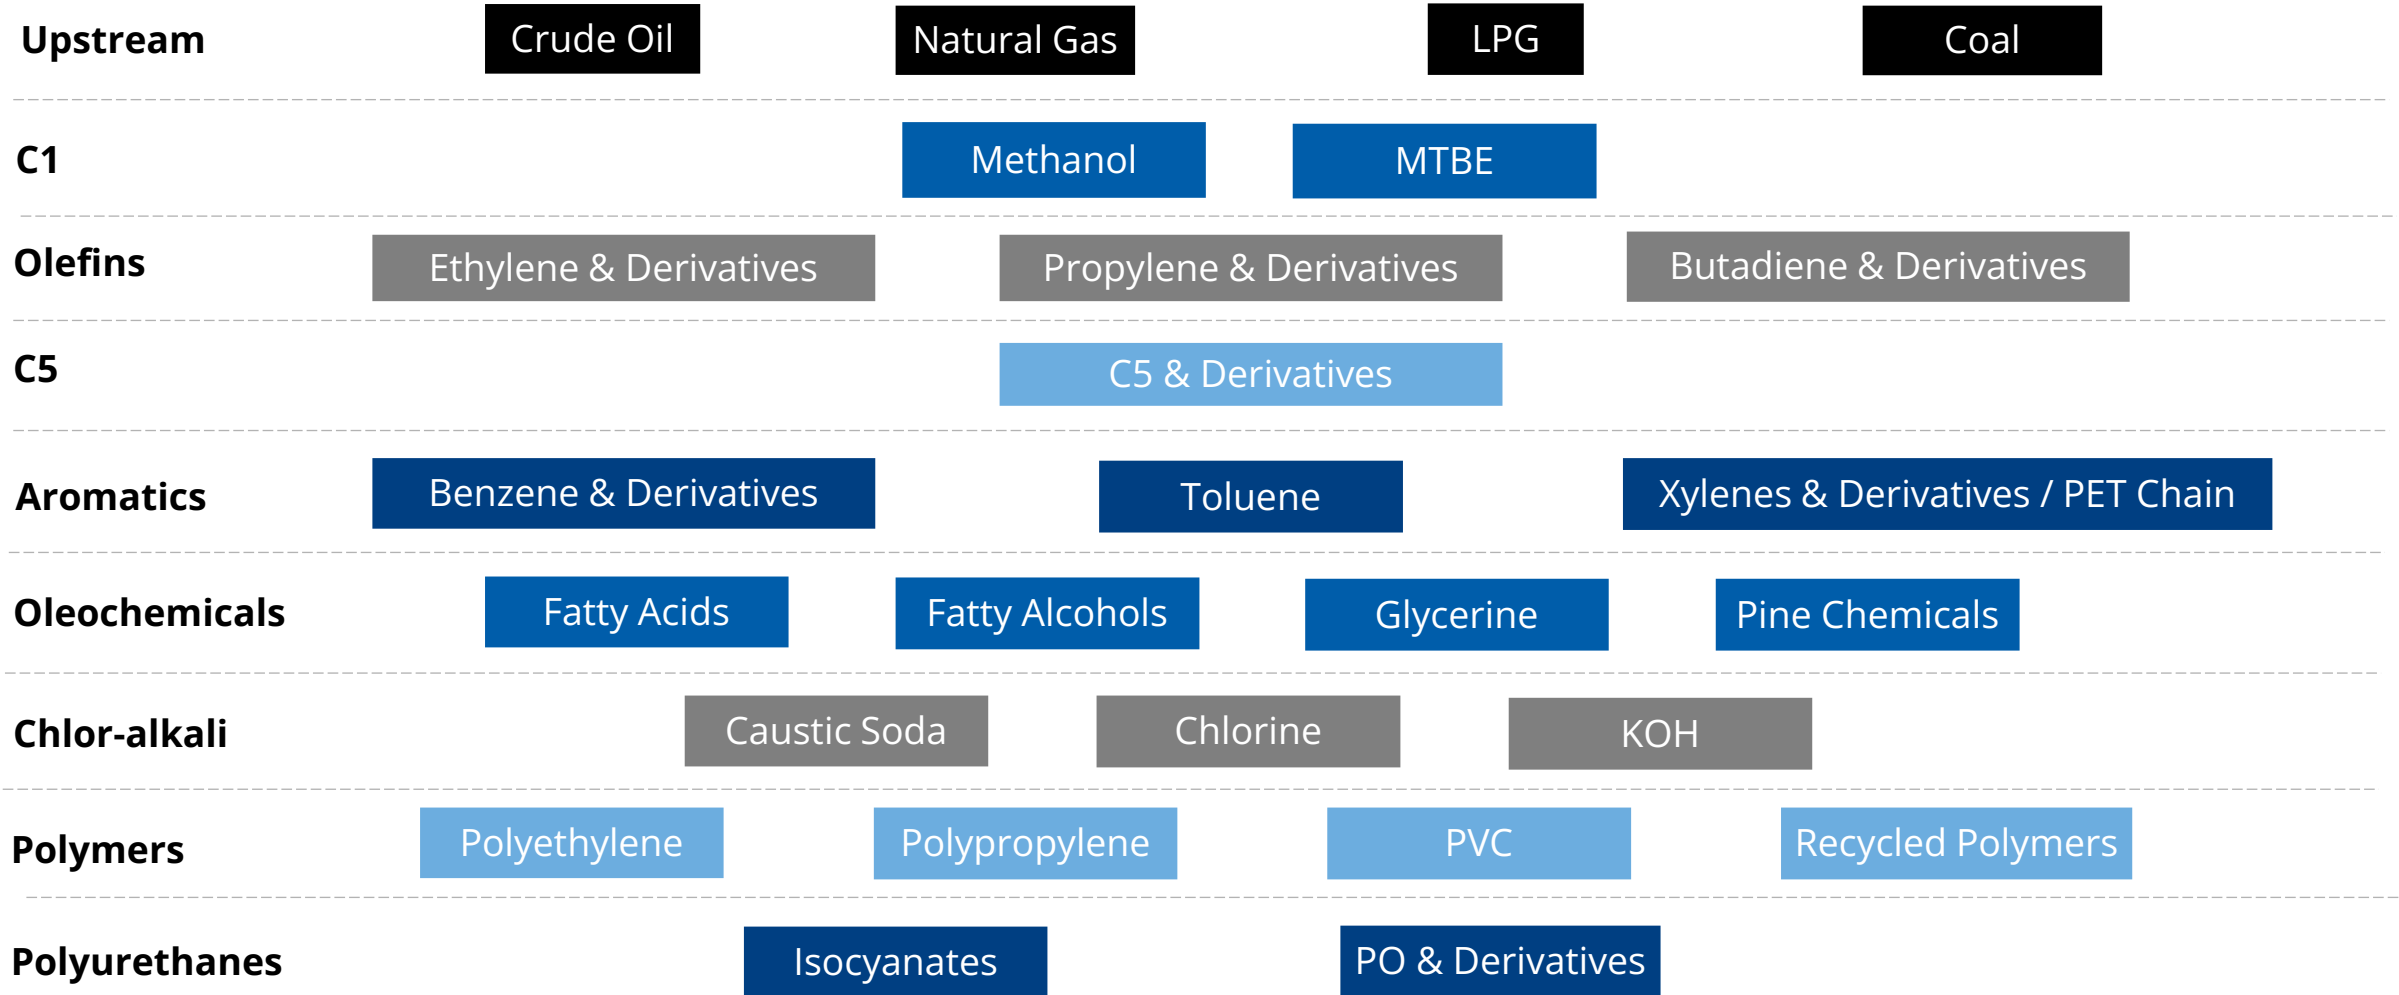 Upstream
Crude Oil
Natural Gas
LPG
Coal
C1
Methanol
MTBE
Olefins
Ethylene & Derivatives
Propylene & Derivatives
Butadiene & Derivatives
C5
C5 & Derivatives
Aromatics
Benzene & Derivatives
Toluene
Xylenes & Derivatives / PET Chain
Oleochemicals
Fatty Acids
Fatty Alcohols
Glycerine
Pine Chemicals
Chlor-alkali
Caustic Soda
Chlorine
KOH
Polymers
Polyethylene
Polypropylene
PVC
Recycled Polymers
Polyurethanes
Isocyanates
PO & Derivatives